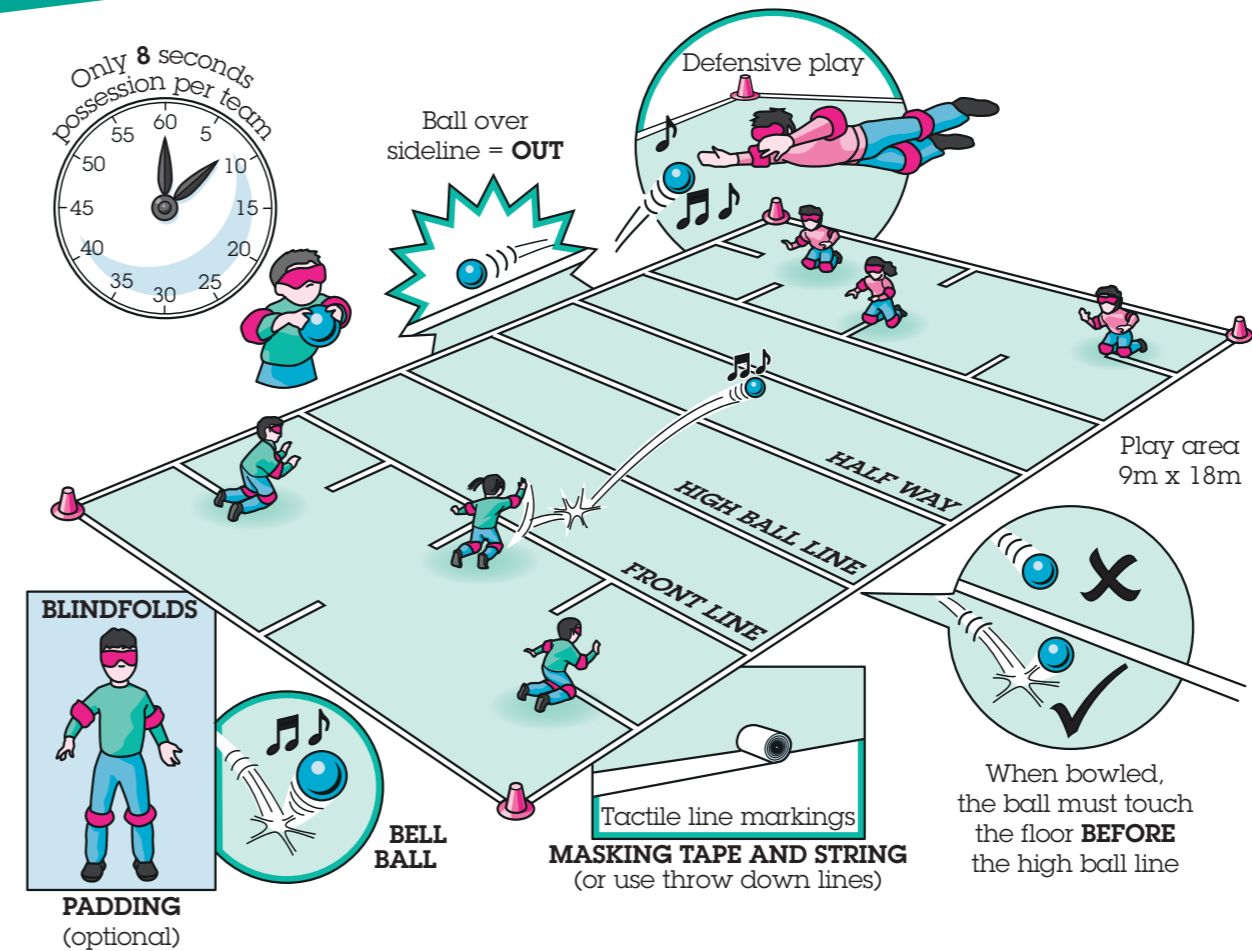 Only 8 seconds
possession per team
60
5
10
15
20
25
30
35
40
45
50
55
Ball over
sideline = OUT
Defensive play
HALF WAY
HIGH BALL LINE
FRONT LINE
Play area
9m x 18m
BLINDFOLDS
PADDING
(optional)
BELL
BALL
Tactile line markings
MASKING TAPE AND STRING
(or use throw down lines)
When bowled,
the ball must touch
the floor BEFORE
the high ball line